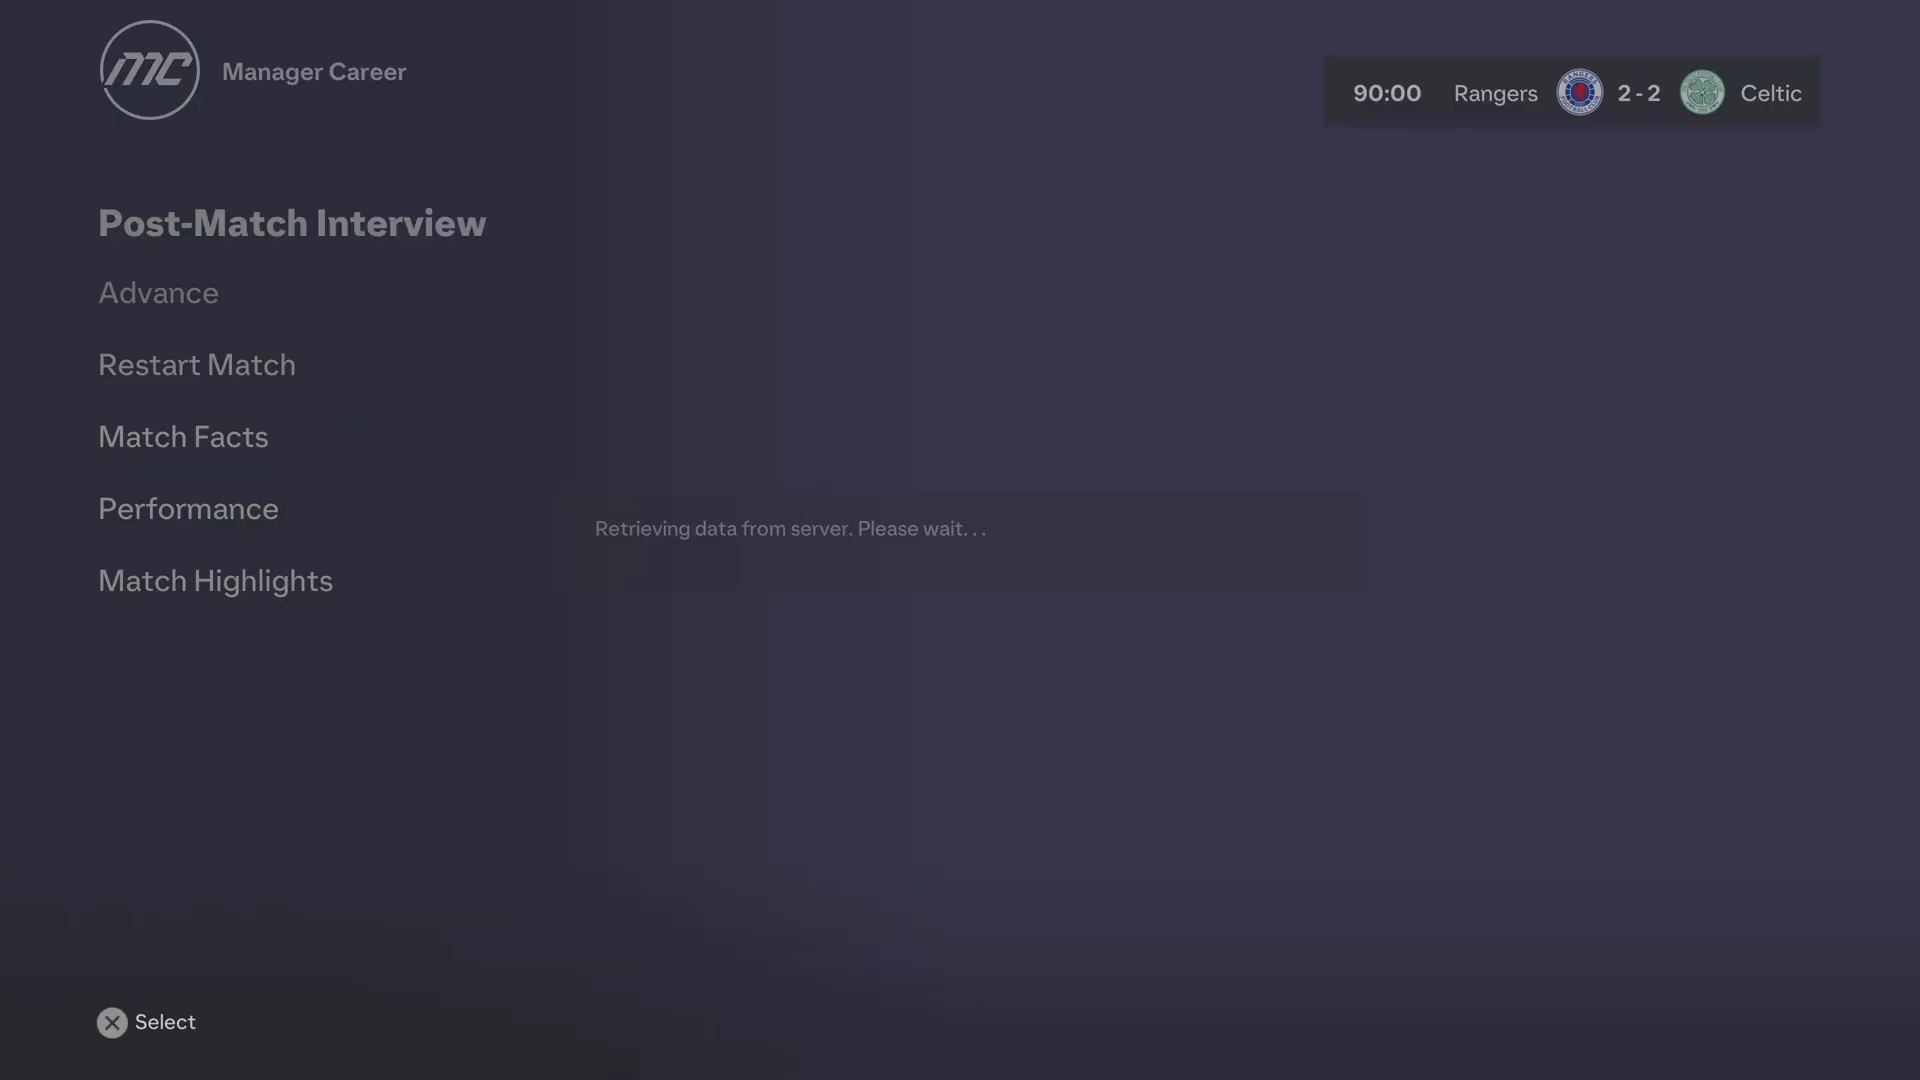 MC Manager Career
90:00 Rangers 2 - 2 Celtic
Post-Match Interview
Advance
Restart Match
Match Facts
Performance
Retrieving data from server. Please wait. . .
Match Highlights
Select